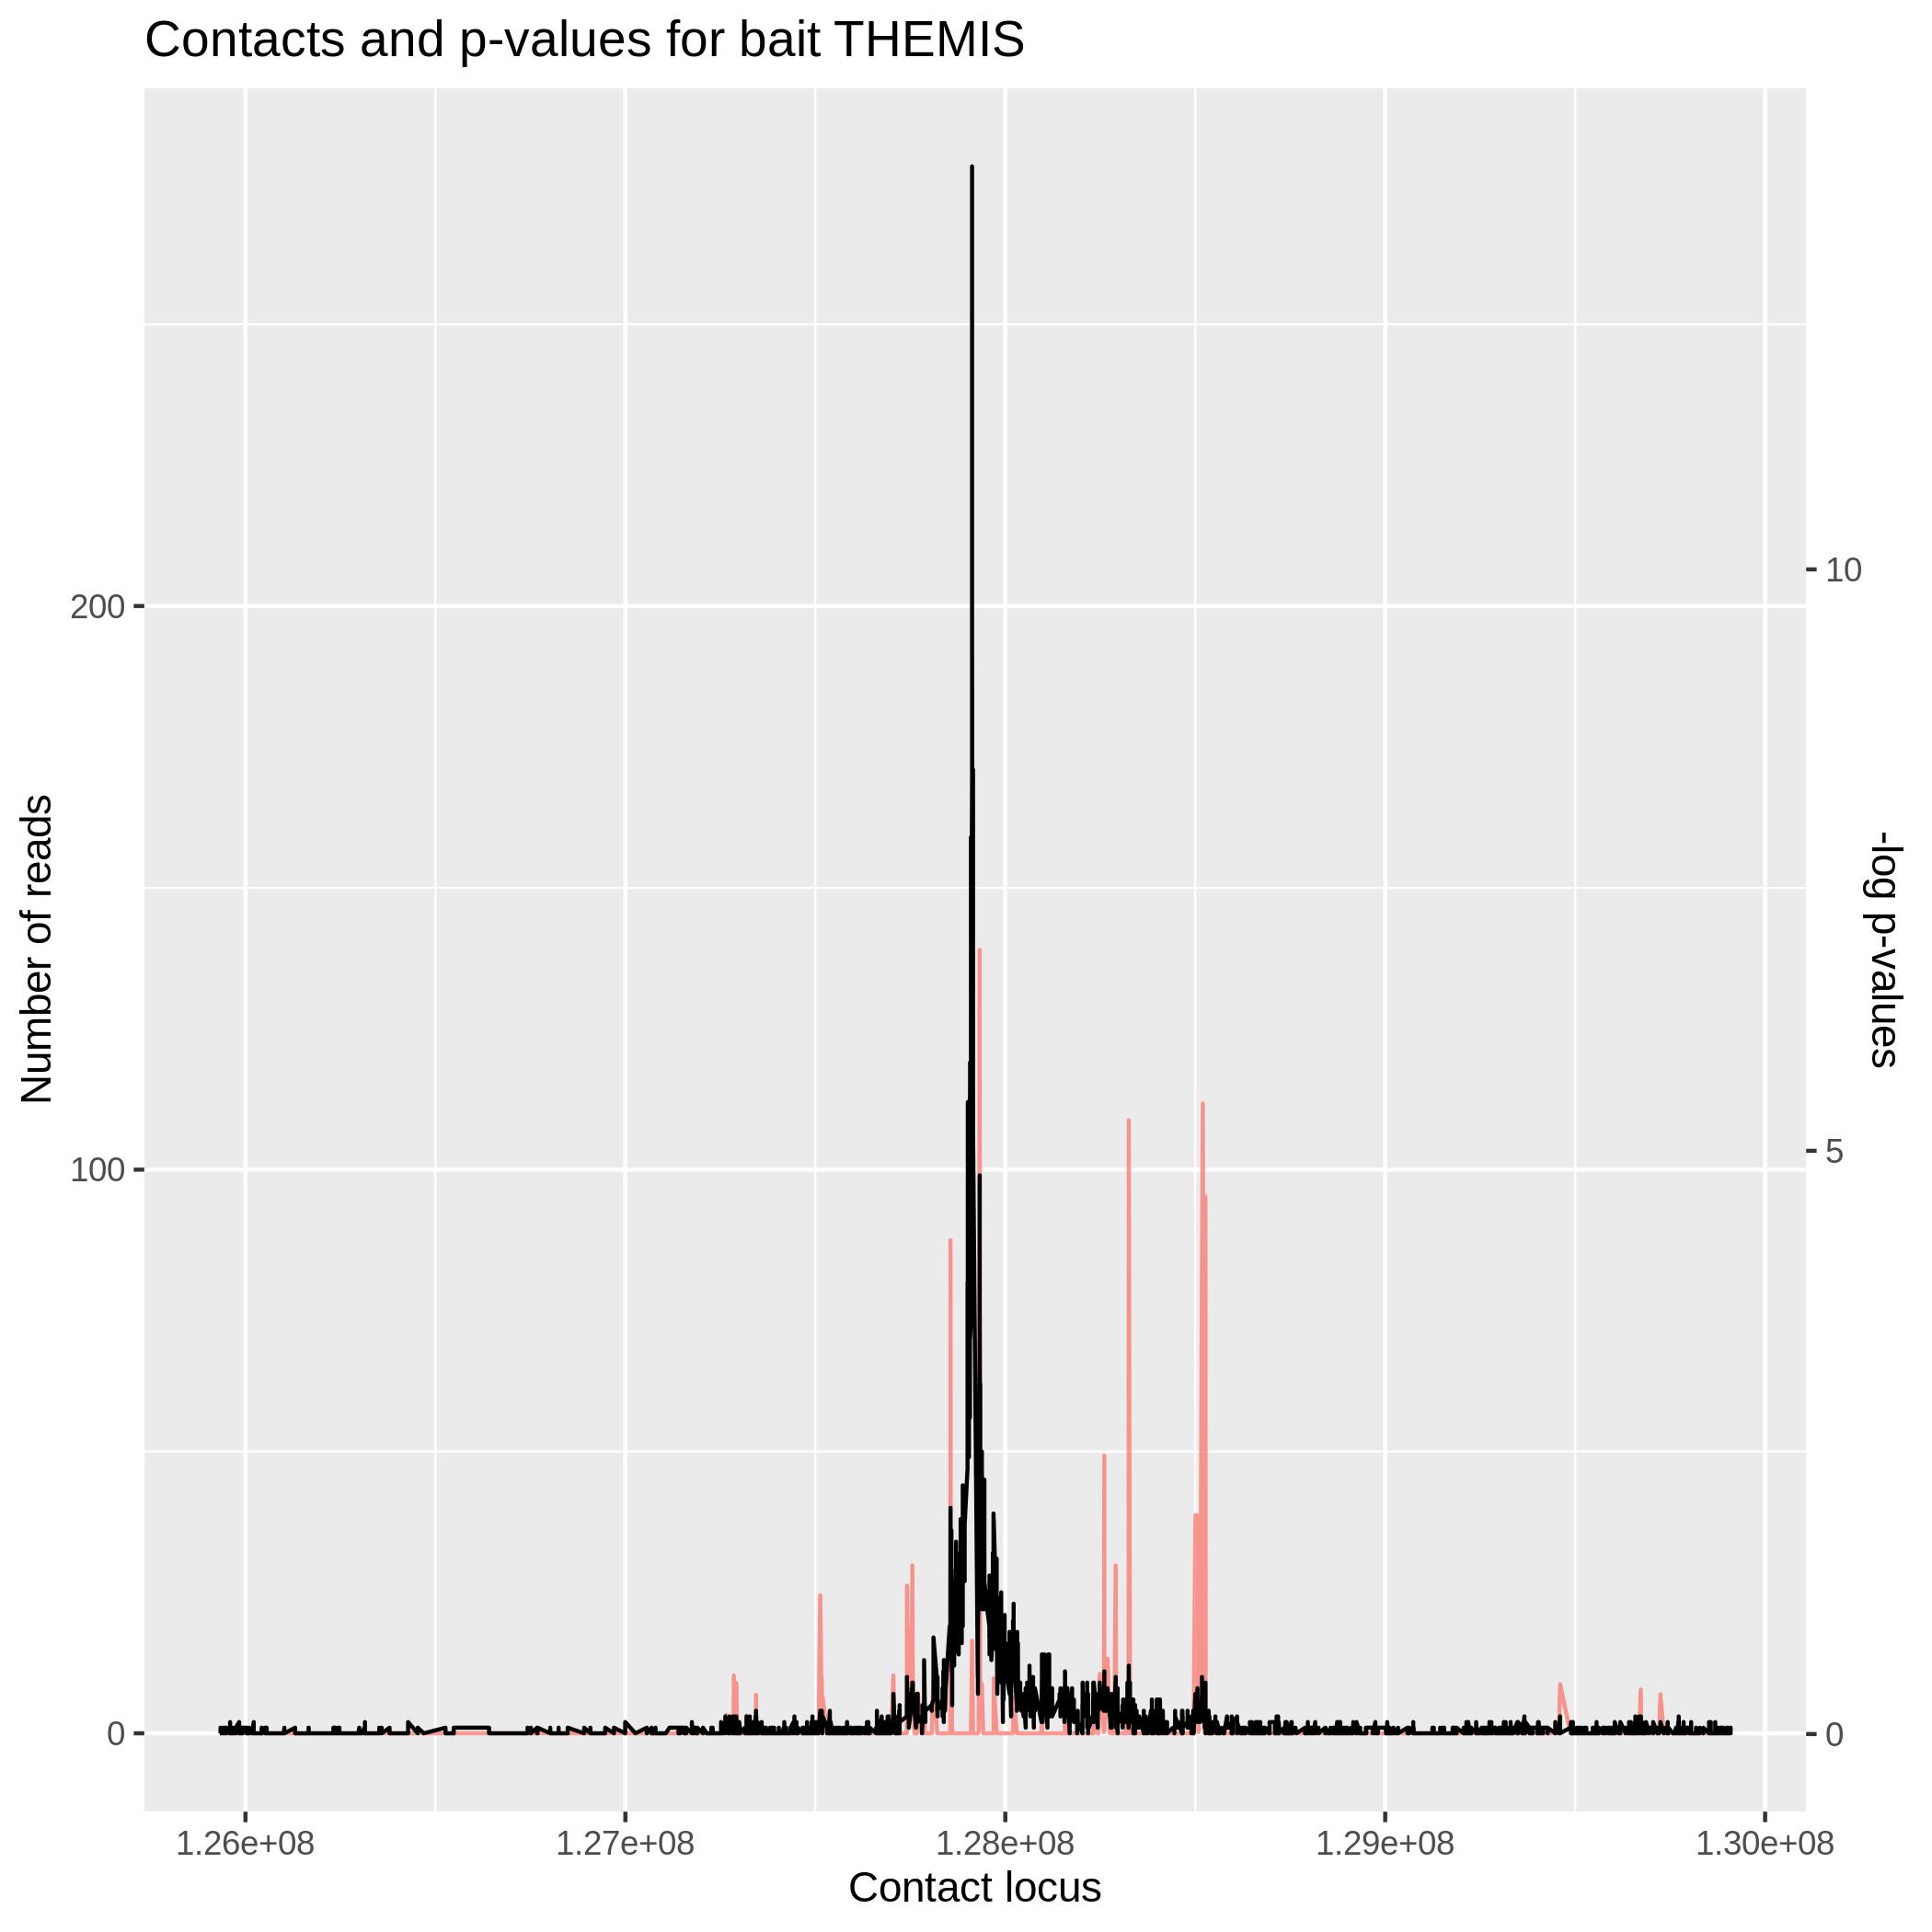 Contacts and p-values for bait THEMIS
Number of reads
200
100
0
10
5
0
-log p-values
1.26e+08 1.27e+08 1.28e+08 1.29e+08 1.30e+08
Contact locus